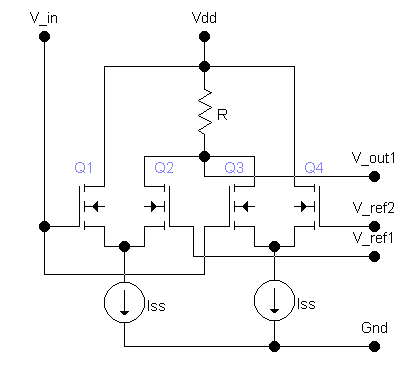 V_in
Vdd
R
Q1
Q2
Q3
Q4
V_out1
V_ref2
V_ref1
Iss
Iss
Gnd